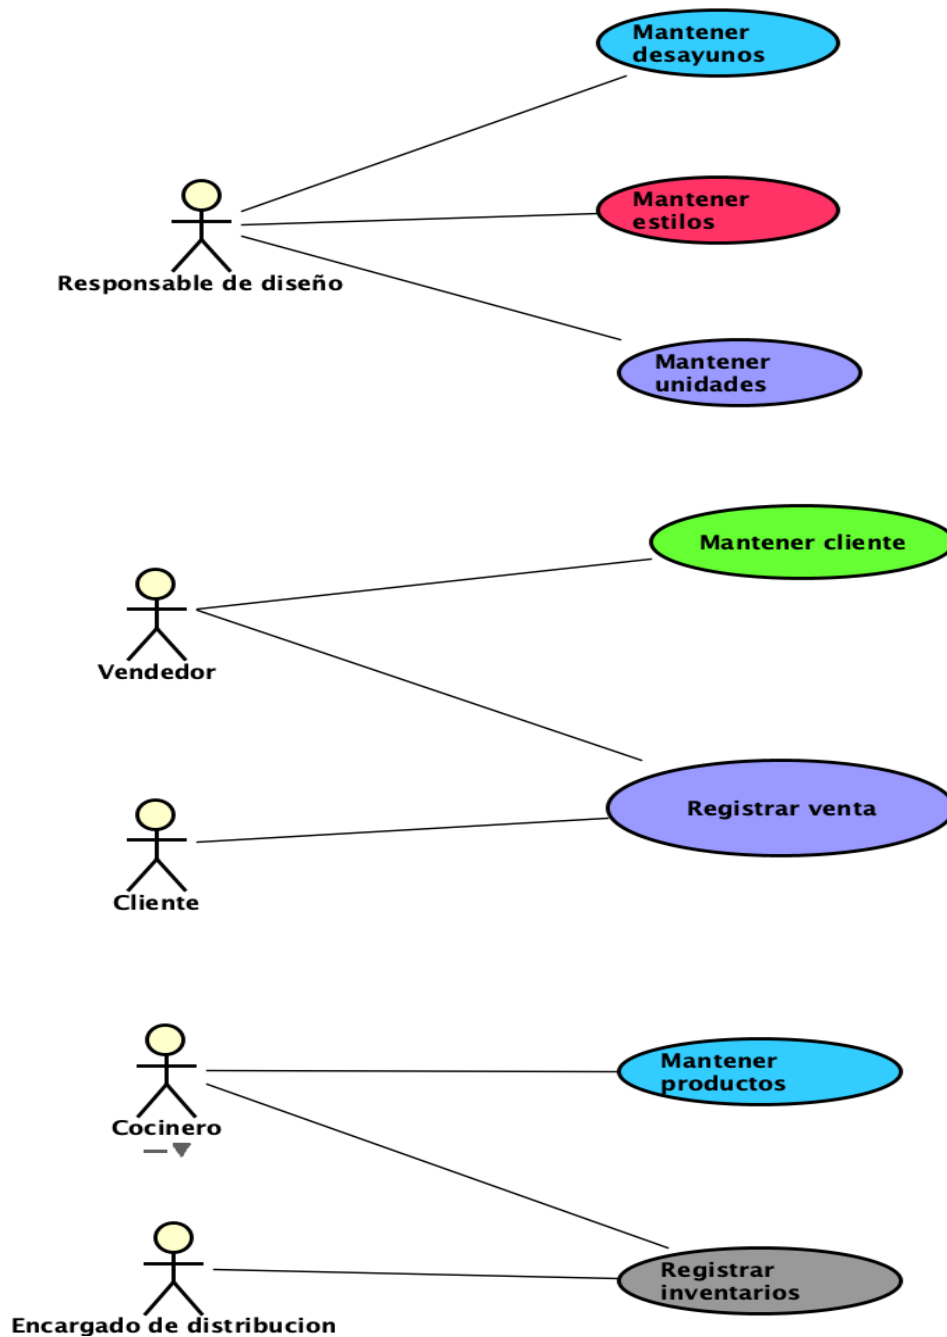 Mantener
desayunos
Mantener
estilos
Responsable de diseño
Mantener
unidades
Mantener cliente
Vendedor
Registrar venta
Cliente
Mantener
productos
Cocinero
Registrar
inventarios
Encargado de distribucion